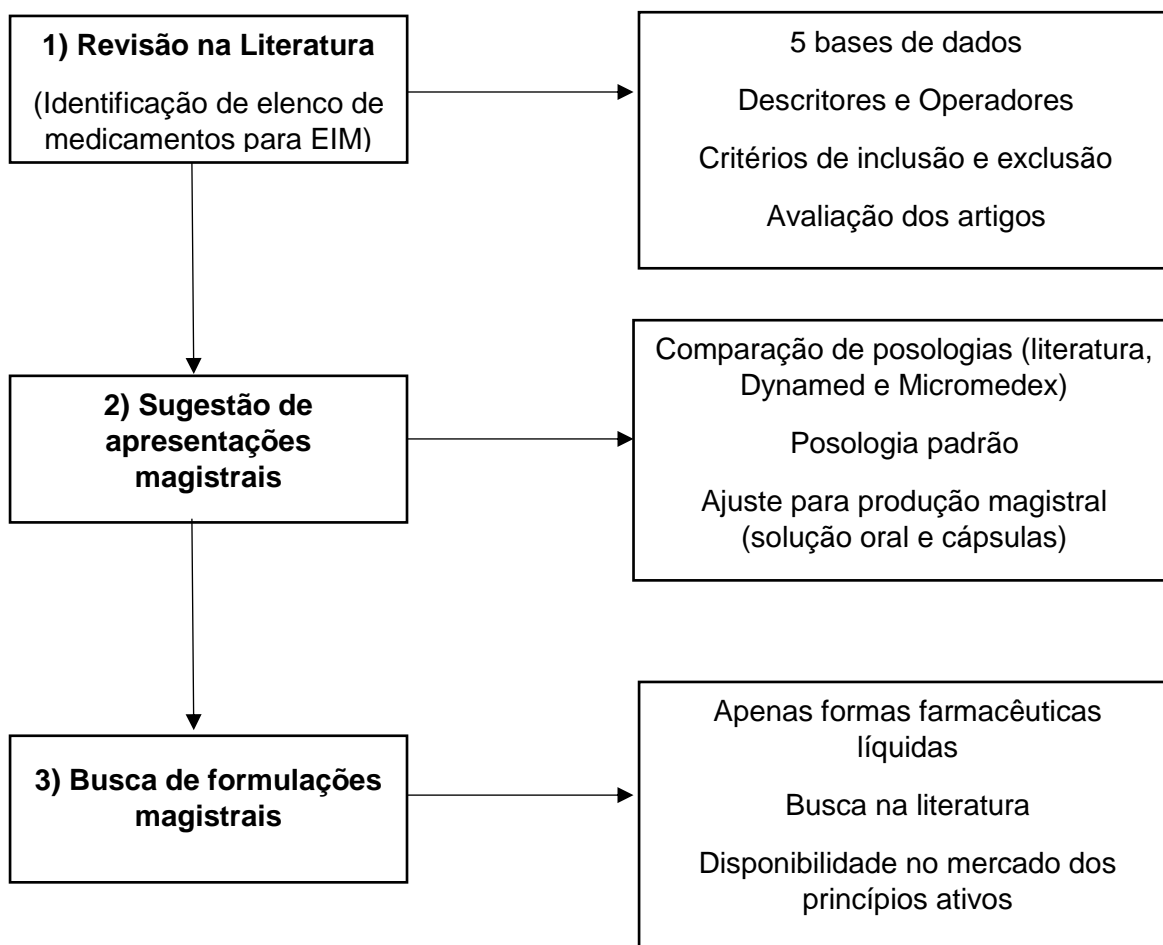 1) Revisão na Literatura
(Identificação de elenco de
medicamentos para EIM)
5 bases de dados
Descritores e Operadores
Critérios de inclusão e exclusão
Avaliação dos artigos
2) Sugestão de
apresentações
magistrais
Comparação de posologias (literatura,
Dynamed e Micromedex)
Posologia padrão
Ajuste para produção magistral
(solução oral e cápsulas)
3) Busca de formulações
magistrais
Apenas formas farmacêuticas
líquidas
Busca na literatura
Disponibilidade no mercado dos
princípios ativos